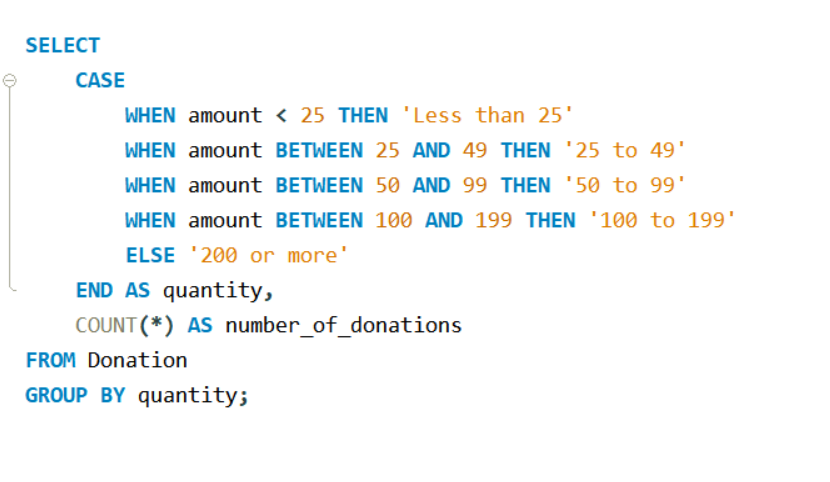 SELECT
CASE
WHEN amount < 25 THEN 'Less than 25'
WHEN amount BETWEEN 25 AND 49 THEN '25 to 49'
WHEN amount BETWEEN 50 AND 99 THEN '50 to 99'
WHEN amount BETWEEN 100 AND 199 THEN '100 to 199'
ELSE '200 or more'
END AS quantity,
COUNT(*) AS number_of_donations
FROM Donation
GROUP BY quantity;